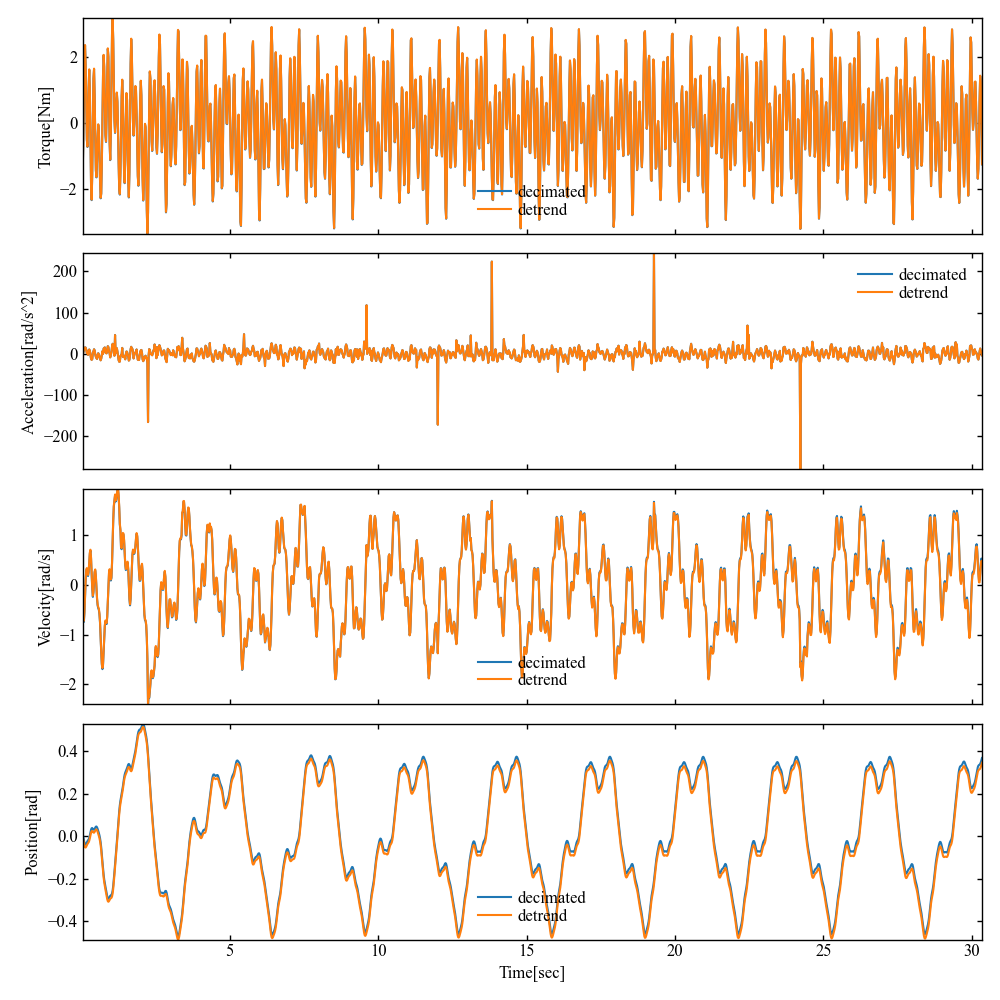 Torque[Nm]
2
0
−2
decimated
detrend
Acceleration[rad/s^2]
200
100
0
−100
−200
decimated
detrend
Velocity[rad/s]
1
0
−1
−2
decimated
detrend
Position[rad]
0.4
0.2
0.0
−0.2
−0.4
decimated
detrend
5
10
15
20
25
30
Time[sec]